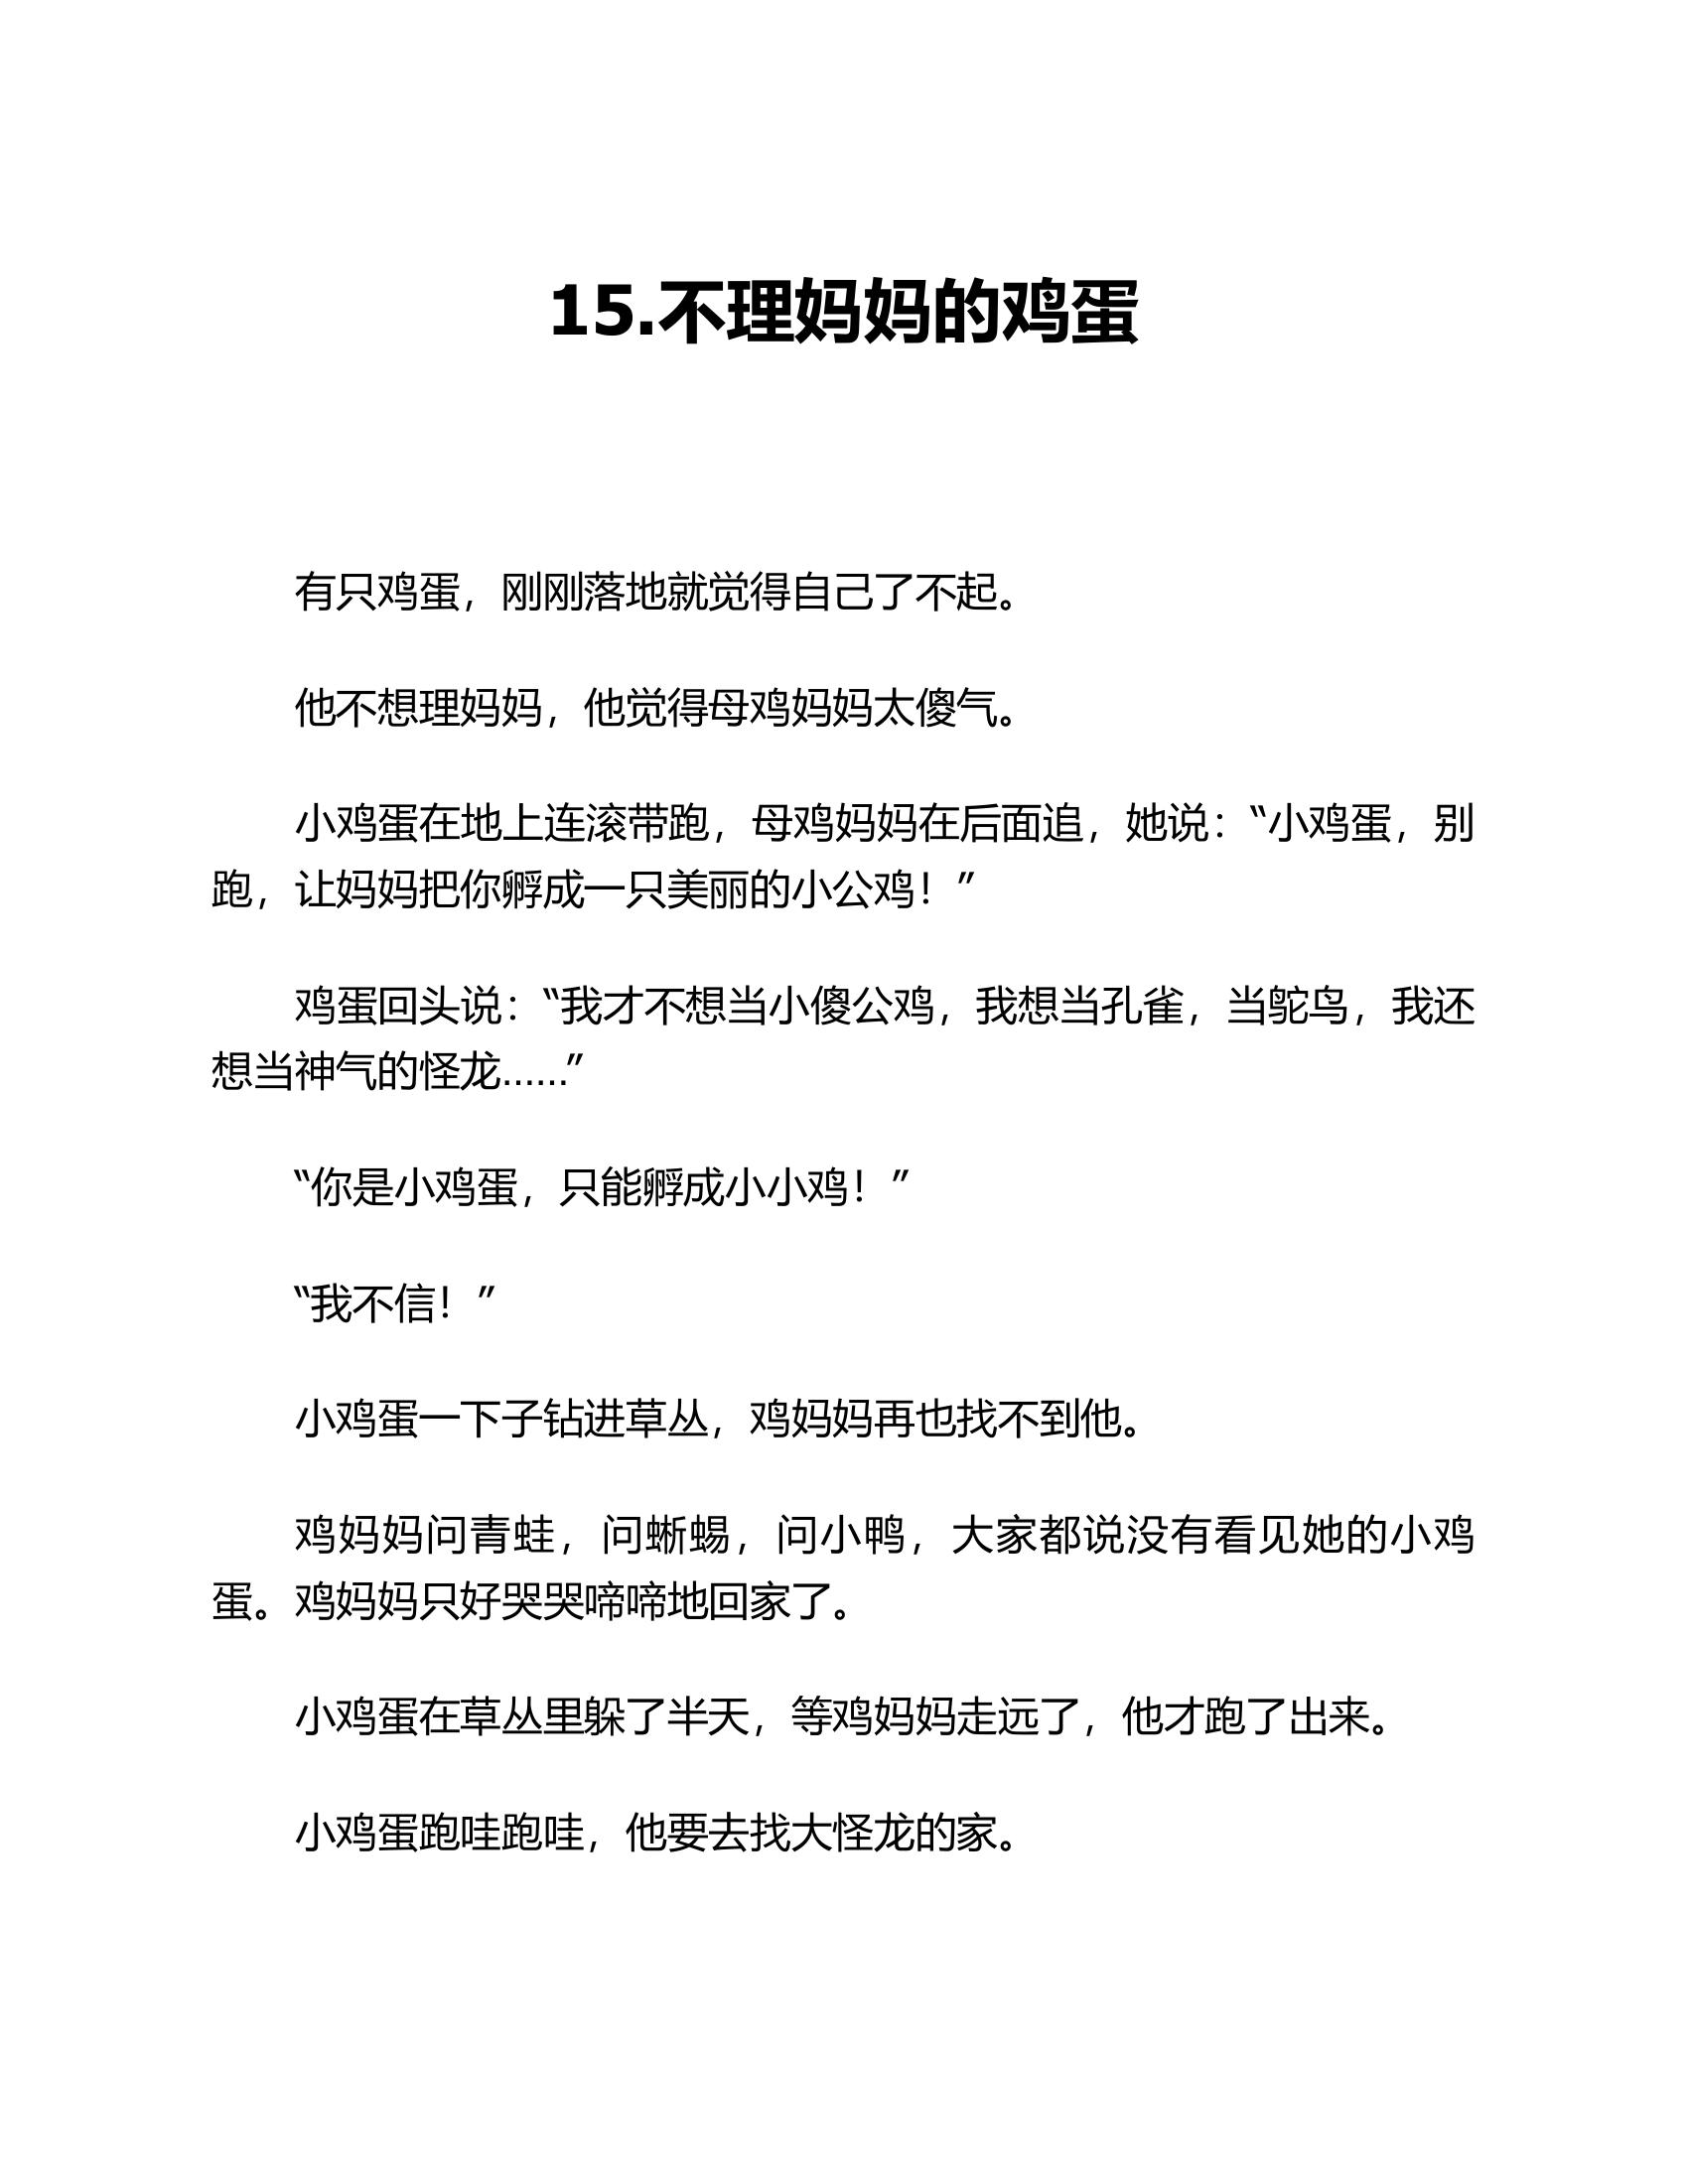 15.不理妈妈的鸡蛋
有只鸡蛋，刚刚落地就觉得自己了不起。
他不想理妈妈，他觉得母鸡妈妈太傻气。
小鸡蛋在地上连滚带跑，母鸡妈妈在后面追，她说：“小鸡蛋，别
跑，让妈妈把你孵成一只美丽的小公鸡！”
鸡蛋回头说：“我才不想当小傻公鸡，我想当孔雀，当鸵鸟，我还
想当神气的怪龙……”
“你是小鸡蛋，只能孵成小小鸡！”
“我不信！”
小鸡蛋一下子钻进草丛，鸡妈妈再也找不到他。
鸡妈妈问青蛙，问蜥蜴，问小鸭，大家都说没有看见她的小鸡
蛋。鸡妈妈只好哭哭啼啼地回家了。
小鸡蛋在草丛里躲了半天，等鸡妈妈走远了，他才跑了出来。
小鸡蛋跑哇跑哇，他要去找大怪龙的家。